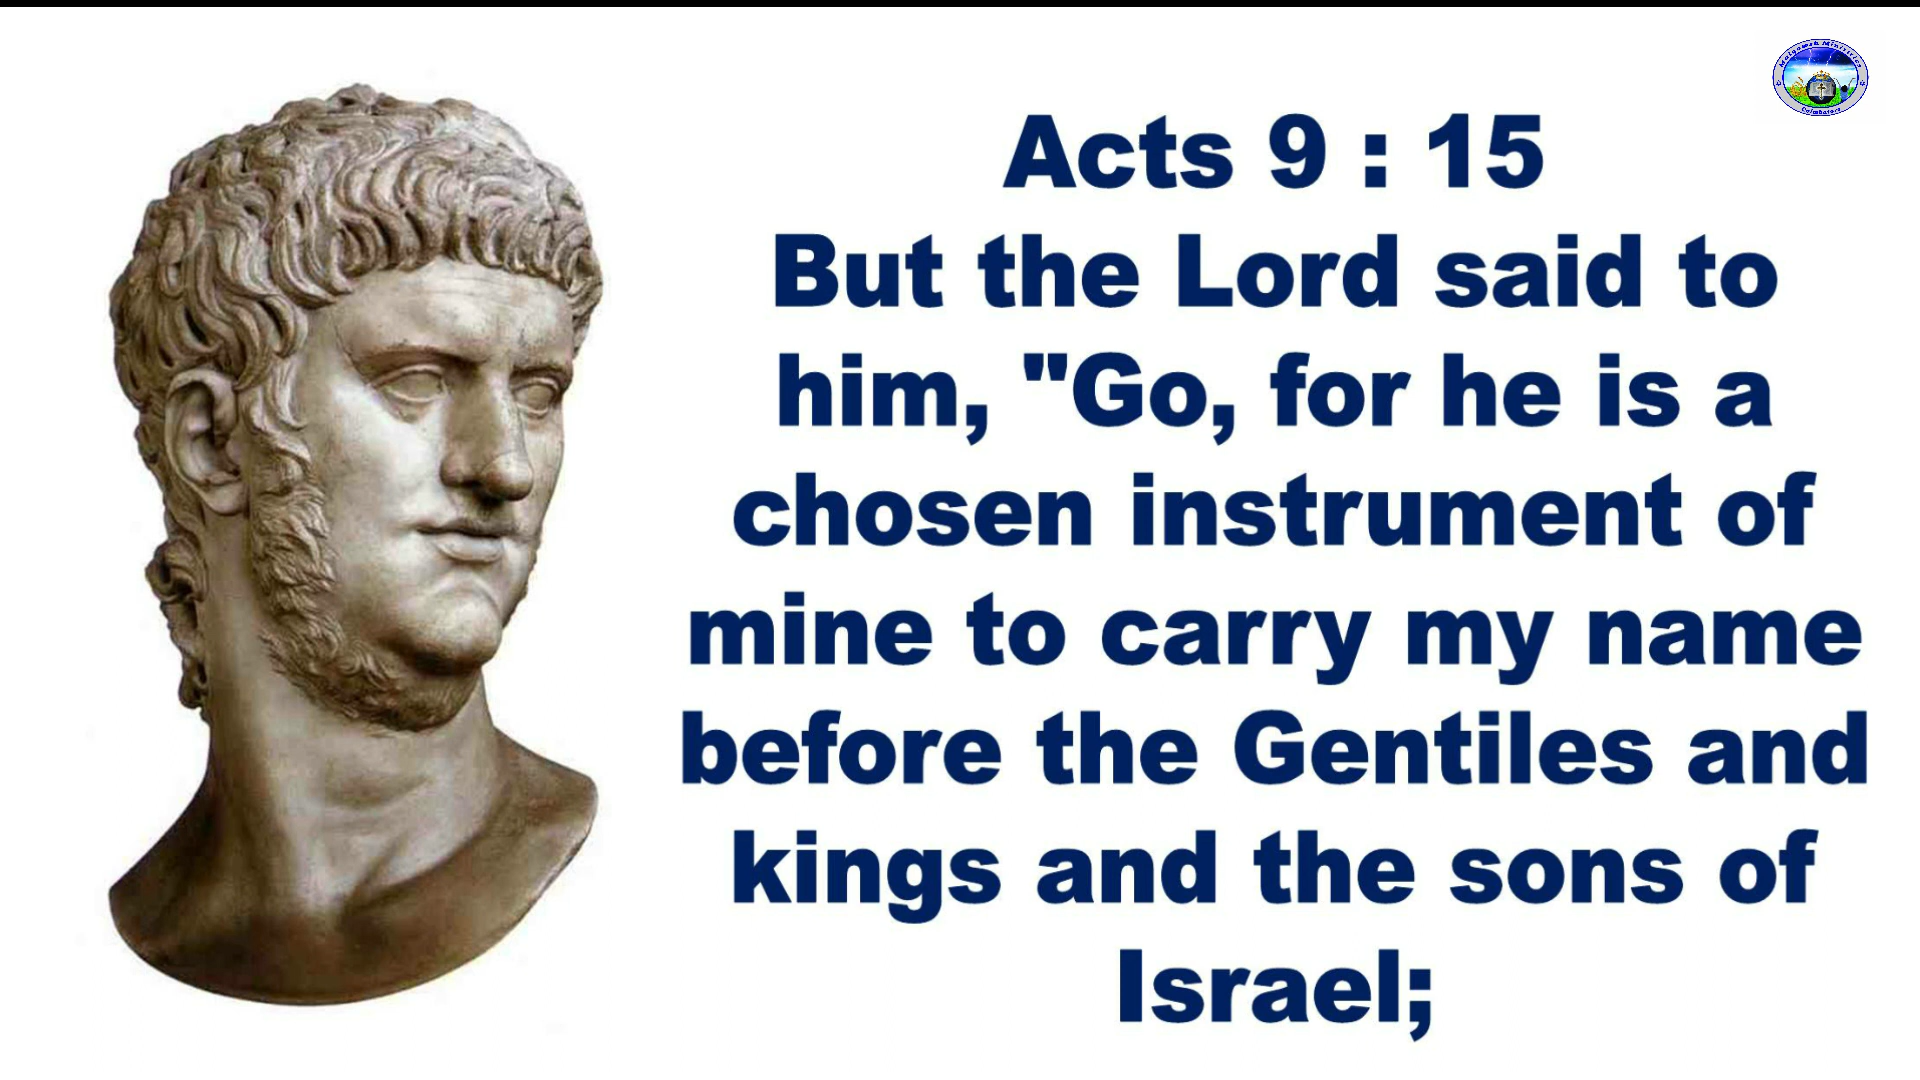 Acts 9 : 15
But the Lord said to
him, "Go, for he is a
chosen instrument of
mine to carry my name
before the Gentiles and
kings and the sons of
Israel;
Coimbatore